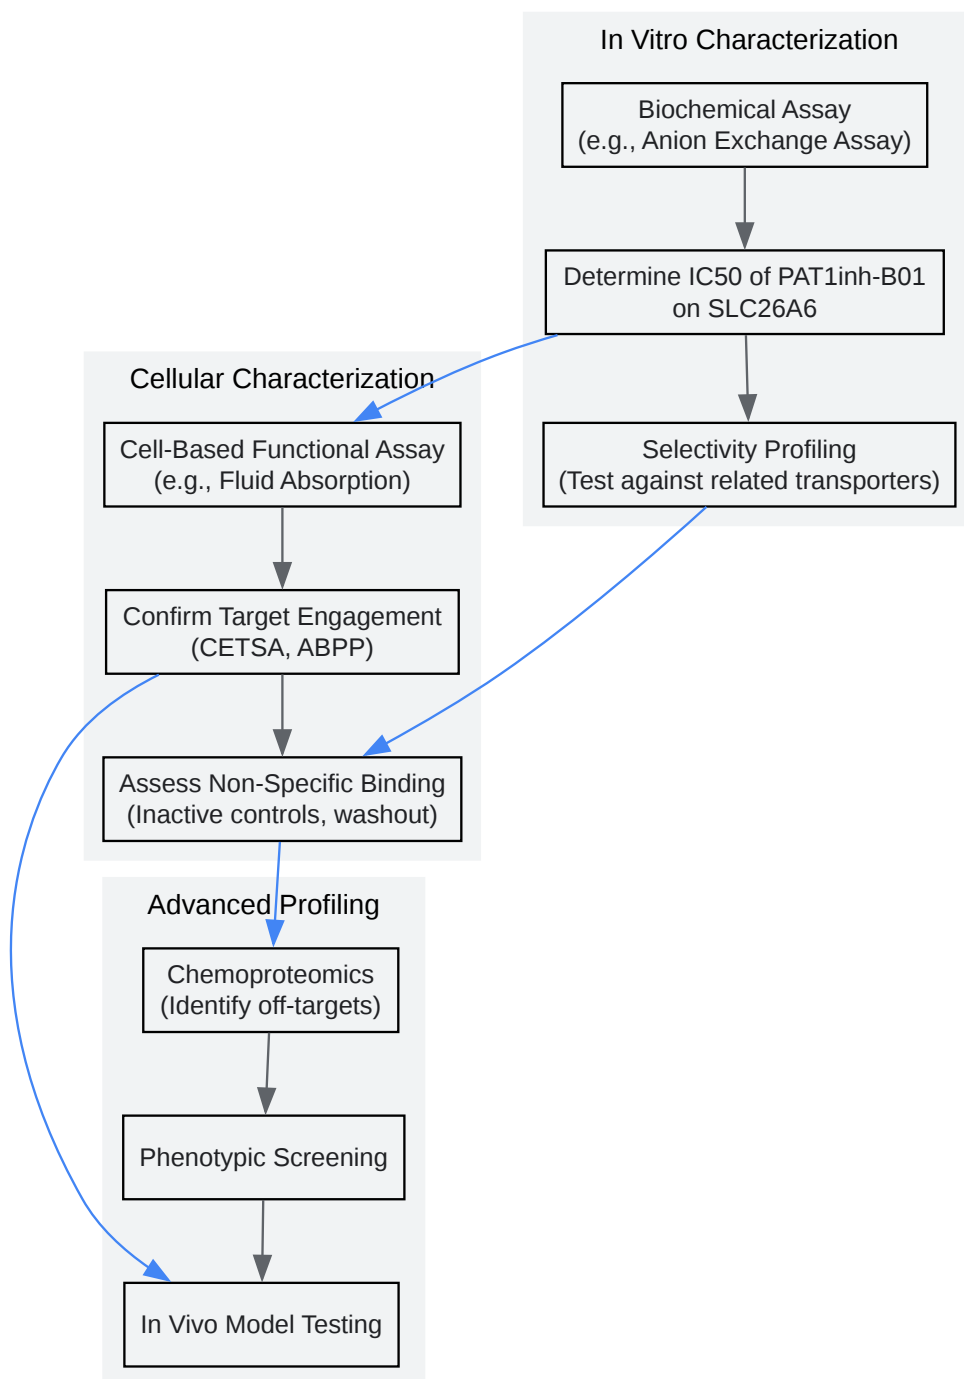 In Vitro Characterization
Biochemical Assay
(e.g., Anion Exchange Assay)
Determine IC50 of PAT1inh-B01
on SLC26A6
Selectivity Profiling
(Test against related transporters)
Cellular Characterization
Cell-Based Functional Assay
(e.g., Fluid Absorption)
Confirm Target Engagement
(CETSA, ABPP)
Assess Non-Specific Binding
(Inactive controls, washout)
Advanced Profiling
Chemoproteomics
(Identify off-targets)
Phenotypic Screening
In Vivo Model Testing